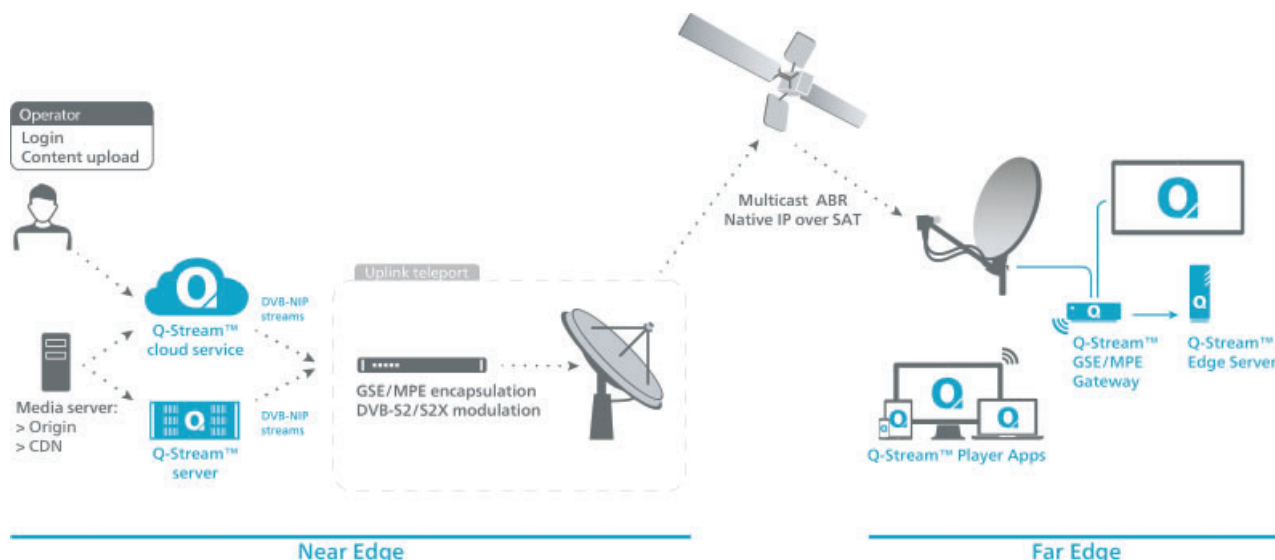 Operator
Login
Content upload
Q
Q-Stream™
cloud service
DVB-NIP
streams
Media server:
> Origin
> CDN
Q
Q-Stream™
server
DVB-NIP
streams
Uplink teleport
GSE/MPE encapsulation
DVB-S2/S2X modulation
Multicast ABR
Native IP over SAT
Q
Q
Q-Stream™
GSE/MPE
Gateway
Q
Q-Stream™
Edge Server
Q
Q
Q
Q
Q-Stream™ Player Apps
Near Edge
Far Edge